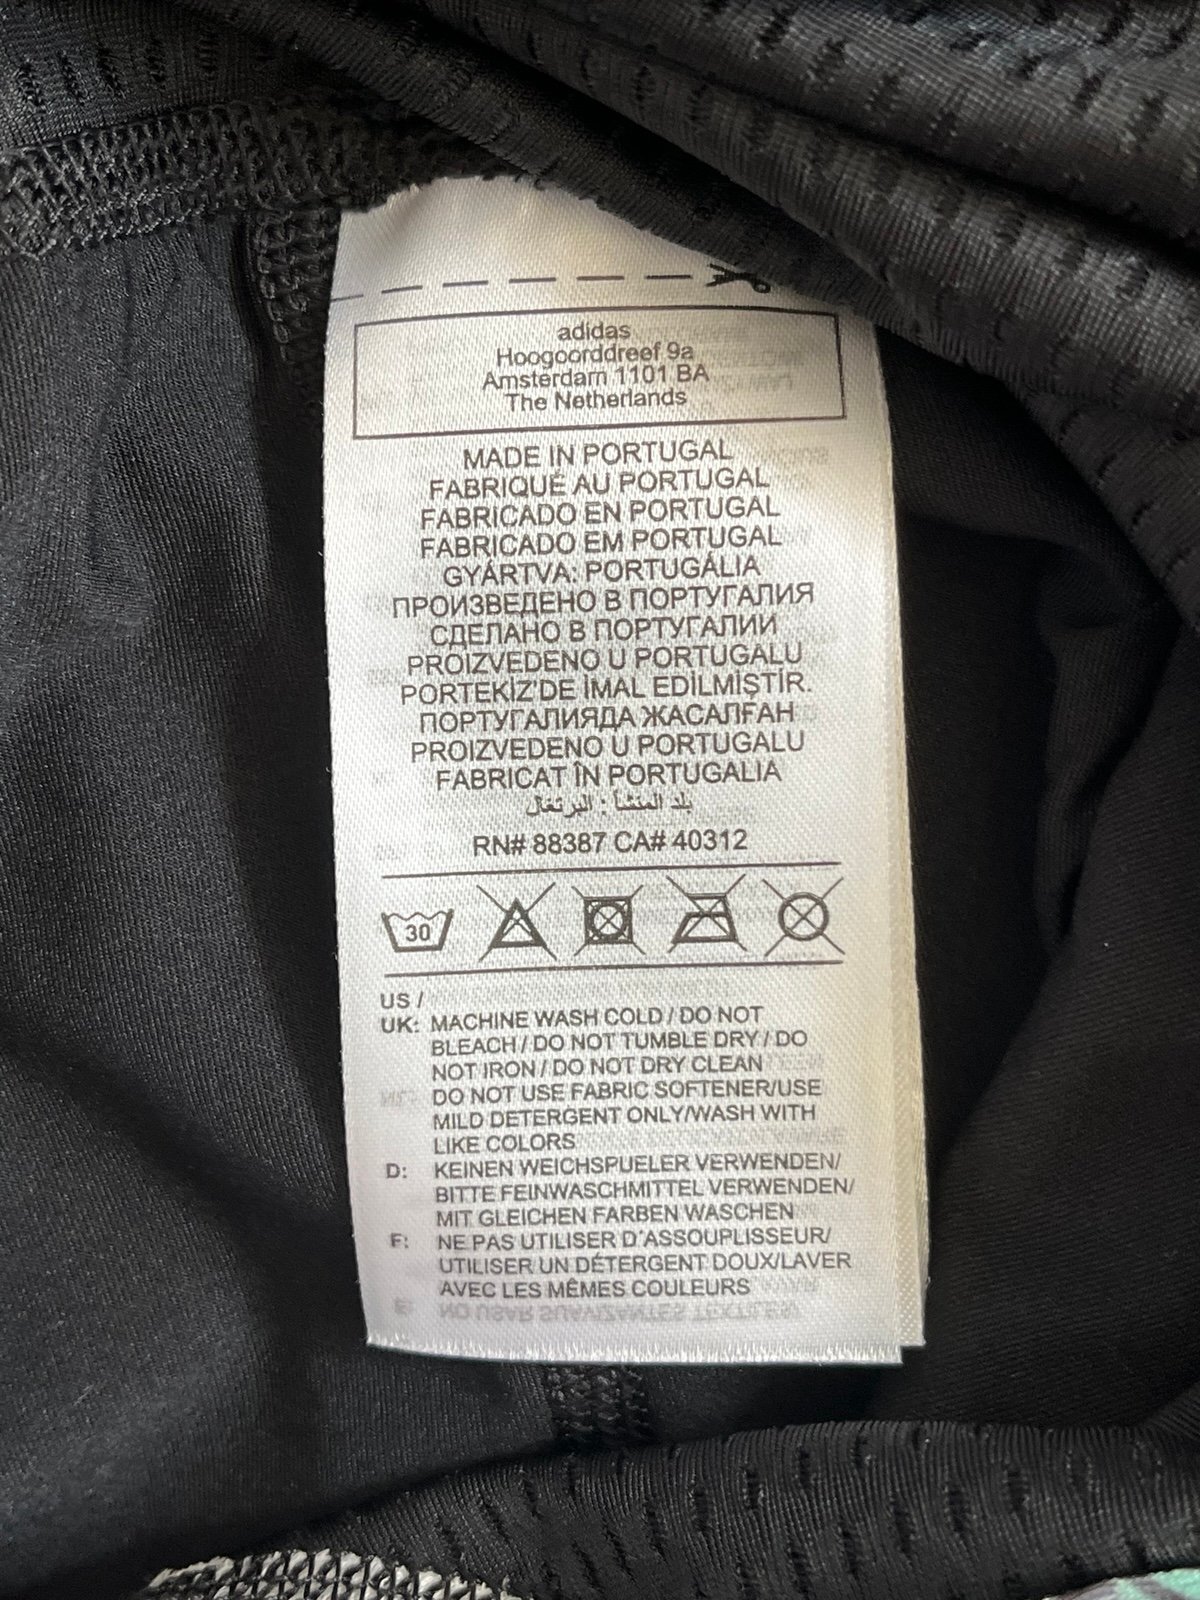 adidas
Hoogoorddreef 9a
Amsterdam 1101 BA
The Netherlands
MADE IN PORTUGAL
FABRIQUÉ AU PORTUGAL
FABRICADO EN PORTUGAL
FABRICADO EM PORTUGAL
GYÁRTVA: PORTUGÁLIA
ПРОИЗВЕДЕНО В ПОРТУГАЛИЯ
СДЕЛАНО В ПОРТУГАЛИИ
PROIZVEDENO U PORTUGALU
PORTEKİZ'DE İMAL EDİLMİŞTİR.
ПОРТУГАЛИЯДА ЖАСАЛҒАН
PROIZVEDENO U PORTUGALU
FABRICAT ÎN PORTUGALIA
بلد المنشأ : البرتغال
RN# 88387 CA# 40312
30
US /
UK: MACHINE WASH COLD / DO NOT
BLEACH / DO NOT TUMBLE DRY / DO
NOT IRON / DO NOT DRY CLEAN
DO NOT USE FABRIC SOFTENER/USE
MILD DETERGENT ONLY/WASH WITH
LIKE COLORS
D: KEINEN WEICHSPUELER VERWENDEN/
BITTE FEINWASCHMITTEL VERWENDEN/
MIT GLEICHEN FARBEN WASCHEN
F: NE PAS UTILISER D'ASSOUPLISSEUR/
UTILISER UN DÉTERGENT DOUX/LAVER
AVEC LES MÊMES COULEURS